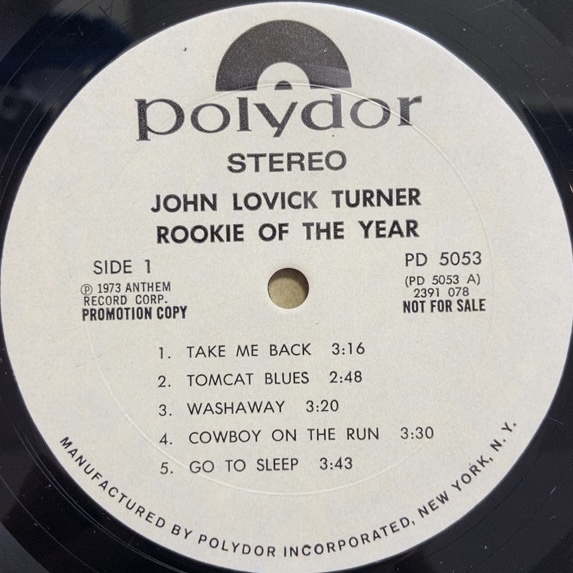 polydor
STEREO
JOHN LOVICK TURNER
ROOKIE OF THE YEAR
SIDE 1
℗ 1973 ANTHEM
RECORD CORP.
PROMOTION COPY
PD 5053
(PD 5053 A)
2391 078
NOT FOR SALE
1. TAKE ME BACK 3:16
2. TOMCAT BLUES 2:48
3. WASHAWAY 3:20
4. COWBOY ON THE RUN 3:30
5. GO TO SLEEP 3:43
MANUFACTURED BY POLYDOR INCORPORATED, NEW YORK, N. Y.